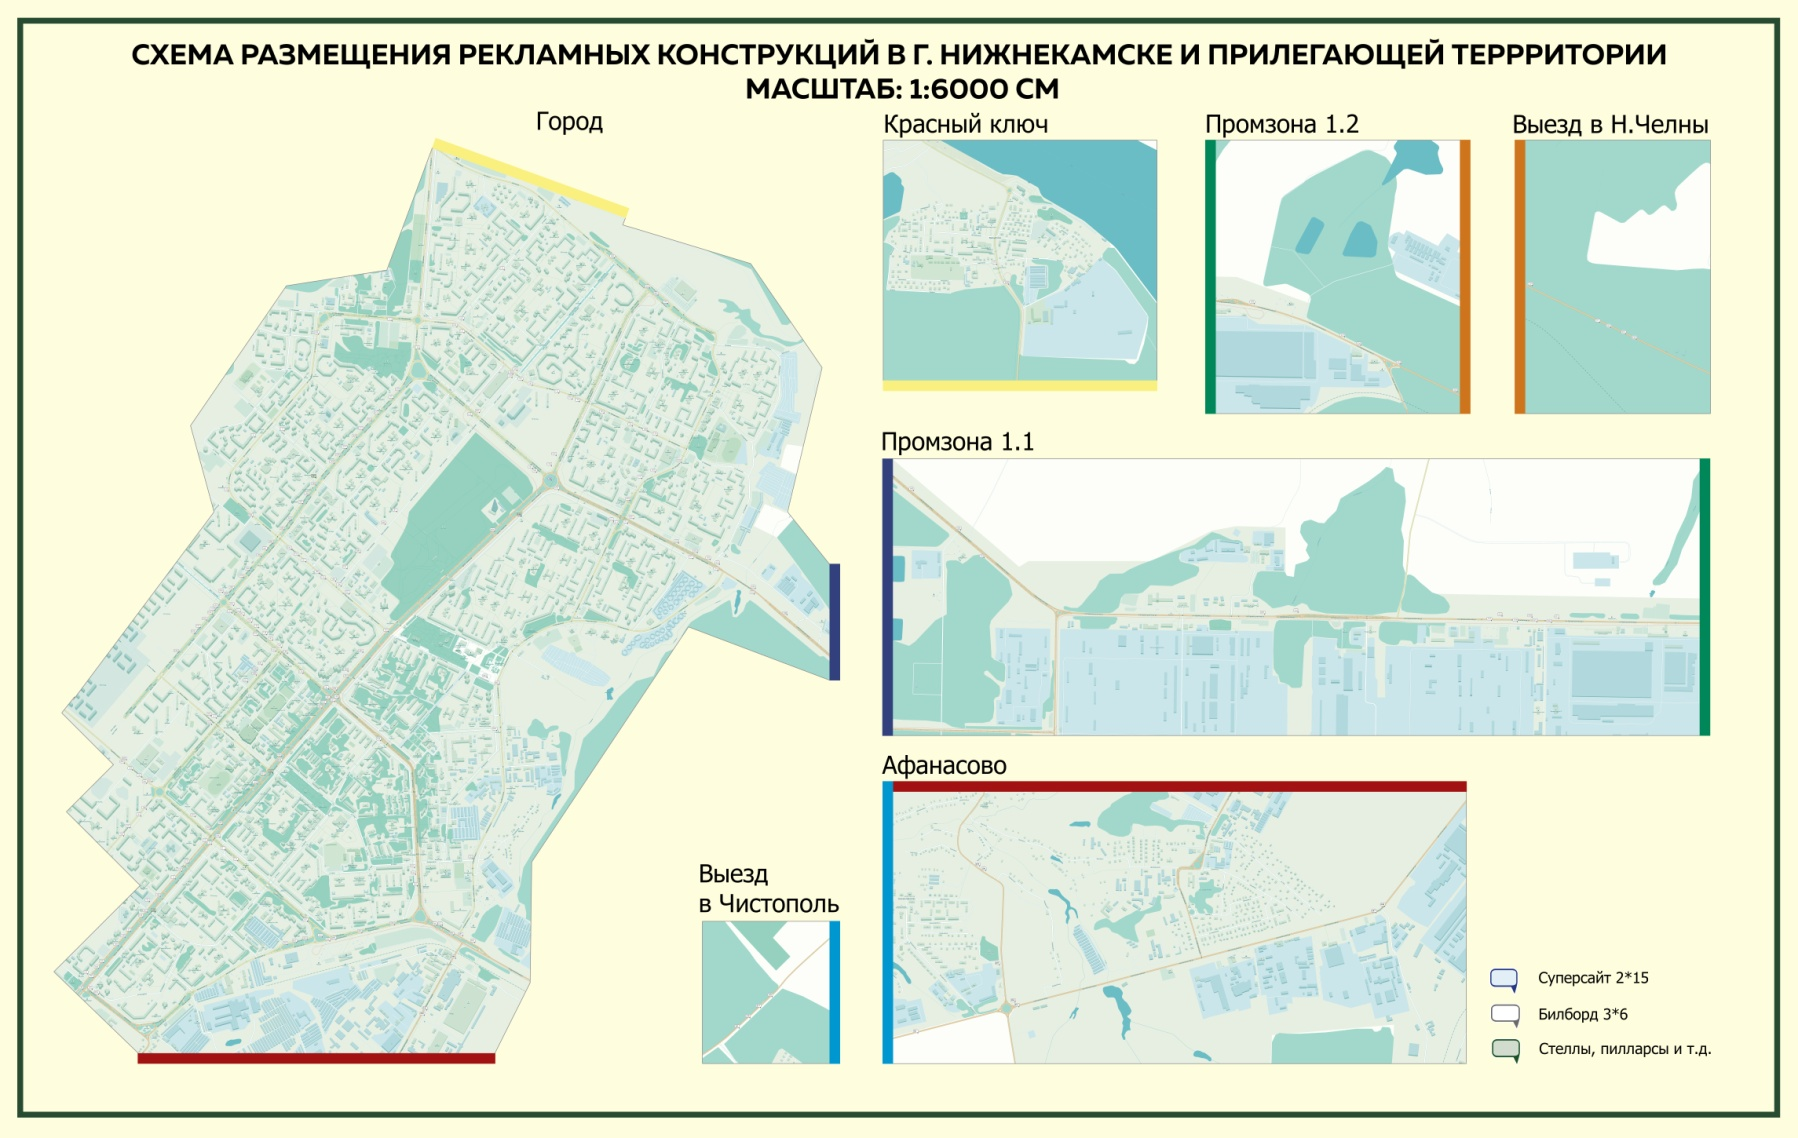 СХЕМА РАЗМЕЩЕНИЯ РЕКЛАМНЫХ КОНСТРУКЦИЙ В Г. НИЖНЕКАМСКЕ И ПРИЛЕГАЮЩЕЙ ТЕРРРИТОРИИ
МАСШТАБ: 1:6000 СМ
Город
Красный ключ
Промзона 1.2
Выезд в Н.Челны
Промзона 1.1
Афанасово
Выезд
в Чистополь
Суперсайт 2*15
Билборд 3*6
Стеллы, пилларсы и т.д.